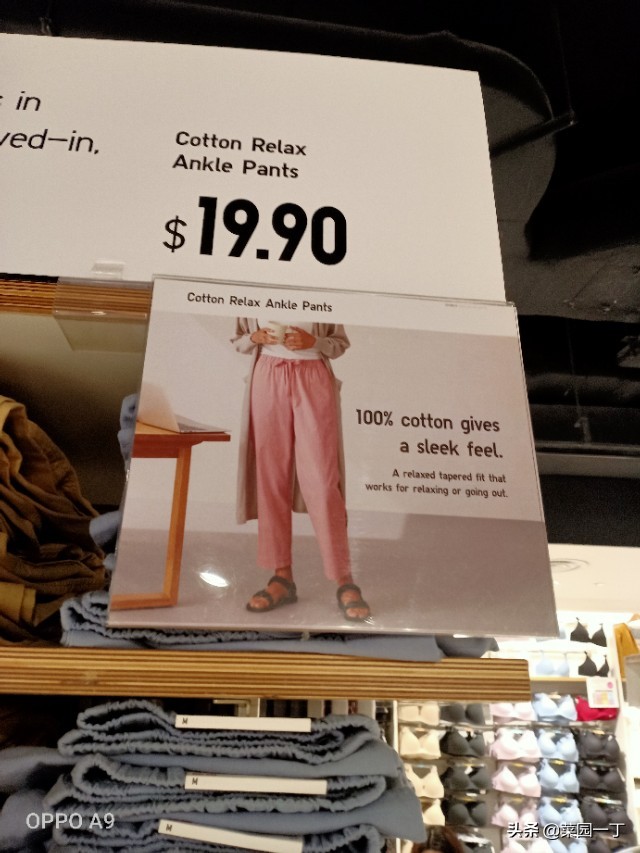 in
ved-in,
Cotton Relax
Ankle Pants
$19.90
Cotton Relax Ankle Pants
100% cotton gives
a sleek feel.
A relaxed tapered fit that
works for relaxing or going out.
M
M
M
OPPO A9
头条 @菜园一丁